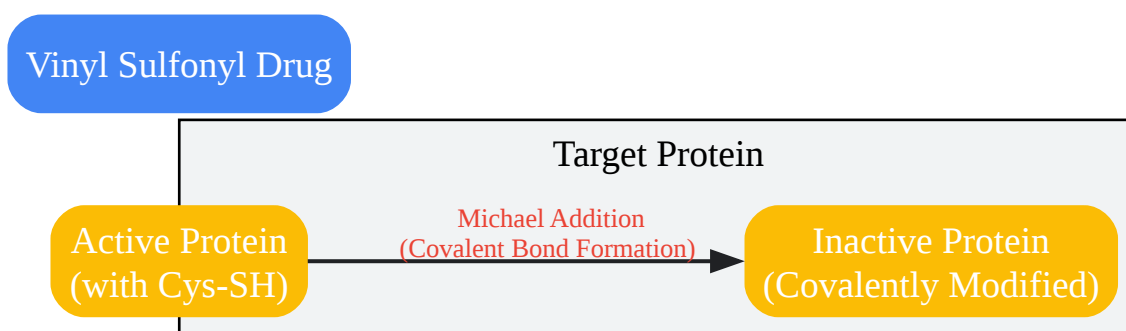 Vinyl Sulfonyl Drug
Target Protein
Active Protein
(with Cys-SH)
Michael Addition
(Covalent Bond Formation)
Inactive Protein
(Covalently Modified)